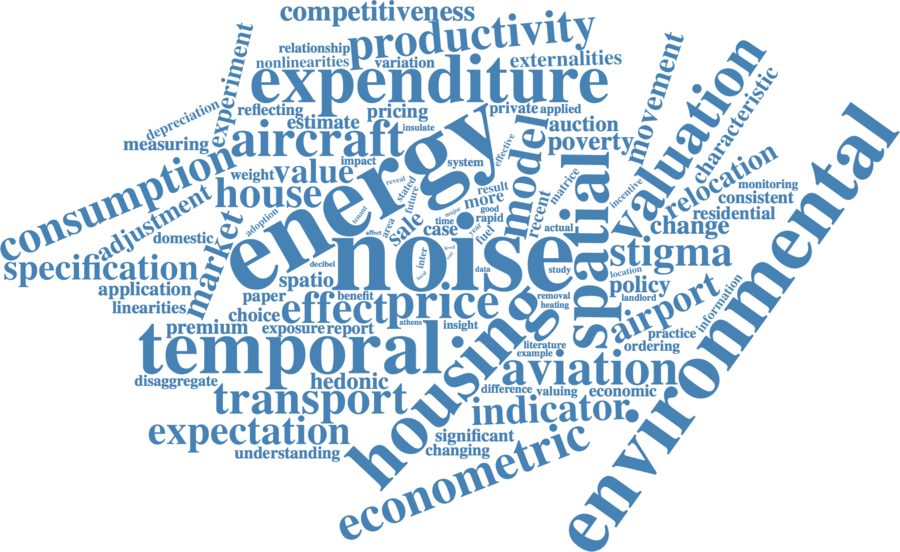 competitiveness
productivity
relationship
nonlinearities
variation
externalities
expenditure
experiment
movement
valuation
characteristic
depreciation
reflecting
pricing
private
applied
measuring
estimate
insulate
auction
aircraft
energy
model
poverty
effective
consumption
weight
value
impact
system
matrice
incentive
relocation
monitoring
house
reveal
stated
future
result
more
recent
spatial
consistent
adjustment
adoption
tenant
area
sale
major
good
time
rapid
residential
market
affect
case
year
fuel
actual
change
domestic
noise
environmental
specification
decibel
inter
level
data
study
stigma
location
application
spatio
policy
information
linearities
paper
benefit
price
removal
heating
landlord
airport
choice
effect
premium
exposure
report
athens
insight
housing
practice
ordering
temporal
literature
example
disaggregate
hedonic
aviation
difference
valuing
economic
transport
indicator
expectation
significant
changing
understanding
econometric